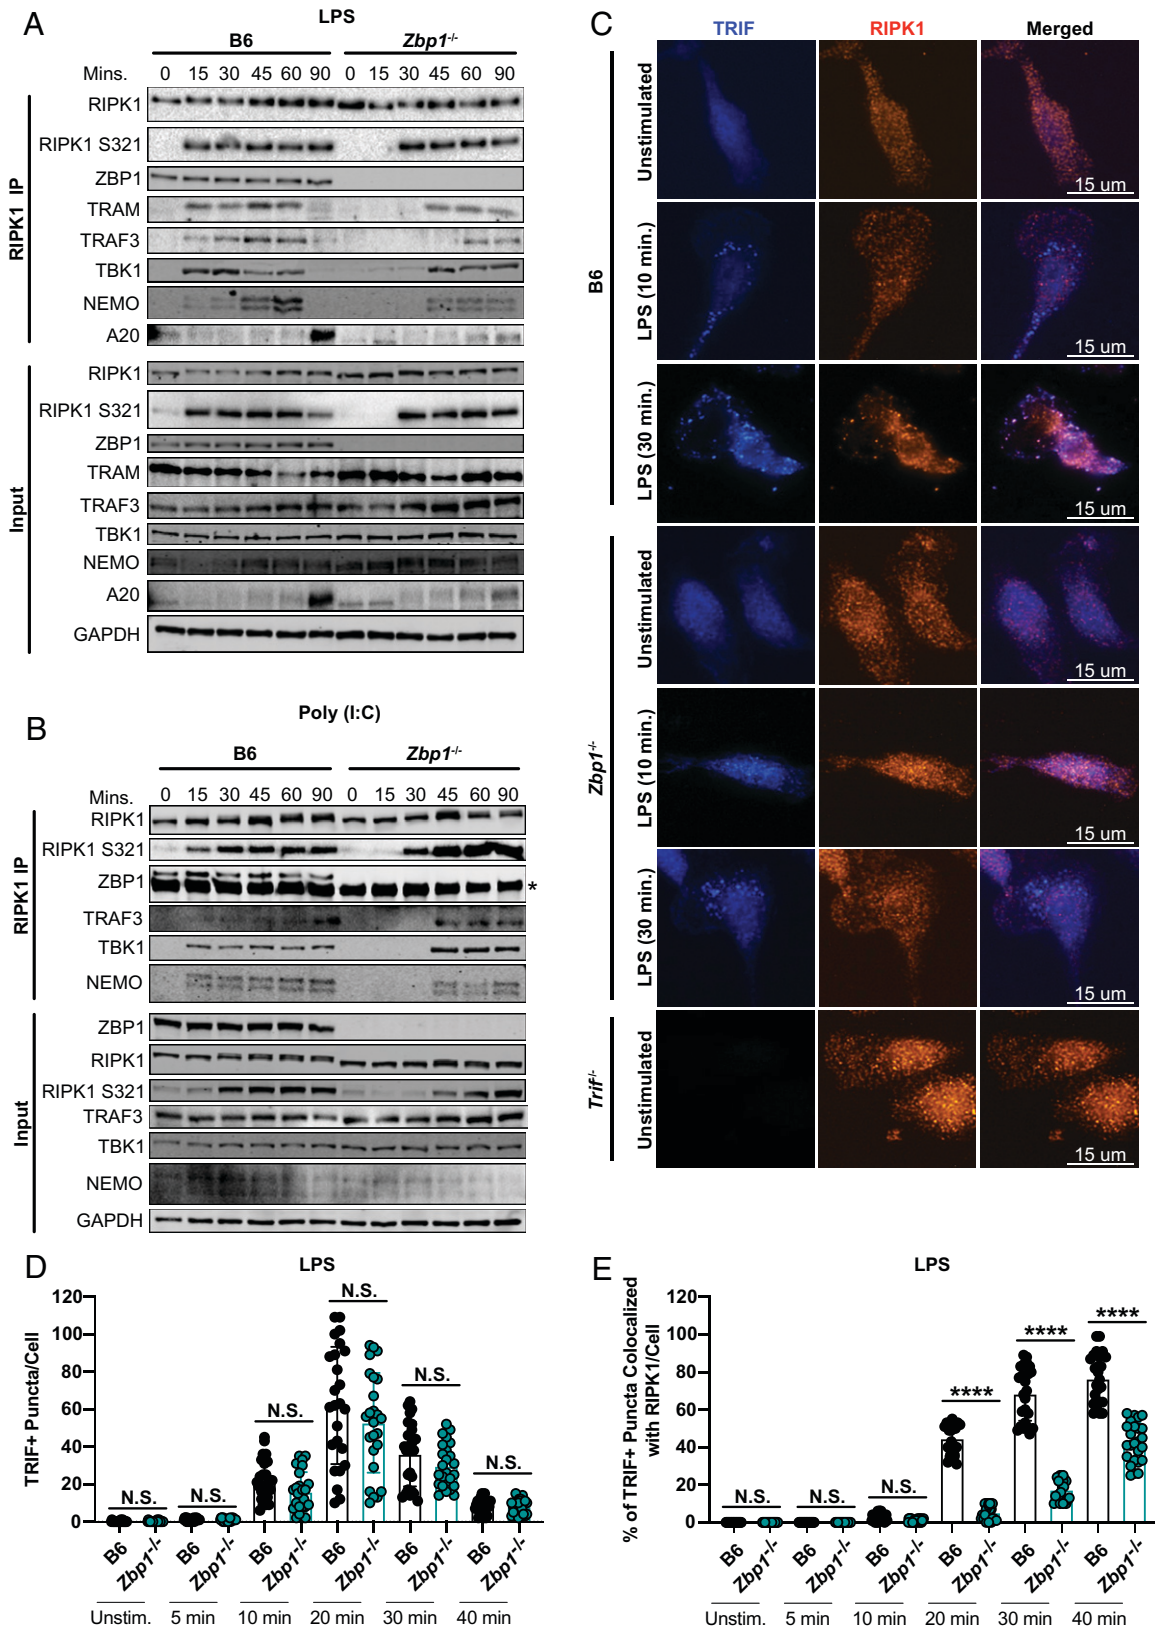 A
LPS
B6 Zbp1-/-
Mins. 0 15 30 45 60 90 0 15 30 45 60 90
RIPK1 IP
RIPK1
RIPK1 S321
ZBP1
TRAM
TRAF3
TBK1
NEMO
A20
Input
RIPK1
RIPK1 S321
ZBP1
TRAM
TRAF3
TBK1
NEMO
A20
GAPDH
B
Poly (I:C)
B6 Zbp1-/-
Mins. 0 15 30 45 60 90 0 15 30 45 60 90
RIPK1 IP
RIPK1
RIPK1 S321
ZBP1 *
TRAF3
TBK1
NEMO
Input
ZBP1
RIPK1
RIPK1 S321
TRAF3
TBK1
NEMO
GAPDH
C
TRIF RIPK1 Merged
B6
Unstimulated
15 um
LPS (10 min.)
15 um
LPS (30 min.)
15 um
Zbp1-/-
Unstimulated
15 um
LPS (10 min.)
15 um
LPS (30 min.)
15 um
Trif-/-
Unstimulated
15 um
D
LPS
TRIF+ Puncta/Cell
120
100
80
60
40
20
0
N.S. N.S. N.S. N.S. N.S. N.S.
B6 Zbp1-/- B6 Zbp1-/- B6 Zbp1-/- B6 Zbp1-/- B6 Zbp1-/- B6 Zbp1-/-
Unstim. 5 min 10 min 20 min 30 min 40 min
E
LPS
% of TRIF+ Puncta Colocalized
with RIPK1/Cell
120
100
80
60
40
20
0
N.S. N.S. N.S. **** **** ****
B6 Zbp1-/- B6 Zbp1-/- B6 Zbp1-/- B6 Zbp1-/- B6 Zbp1-/- B6 Zbp1-/-
Unstim. 5 min 10 min 20 min 30 min 40 min